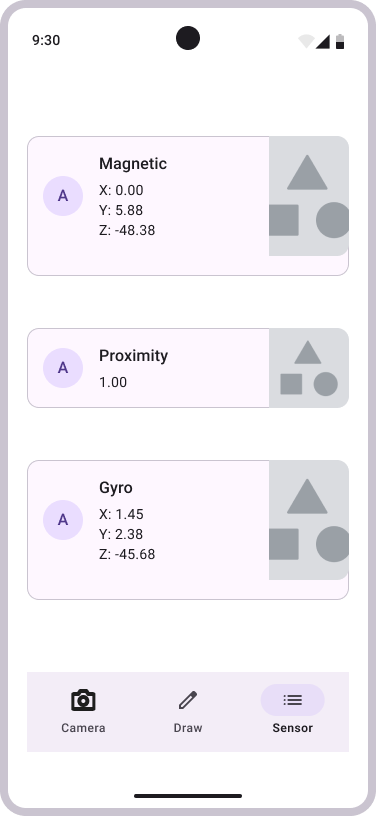 9:30
Magnetic
A
X: 0.00
Y: 5.88
Z: -48.38
Proximity
A
1.00
Gyro
A
X: 1.45
Y: 2.38
Z: -45.68
Camera
Draw
Sensor